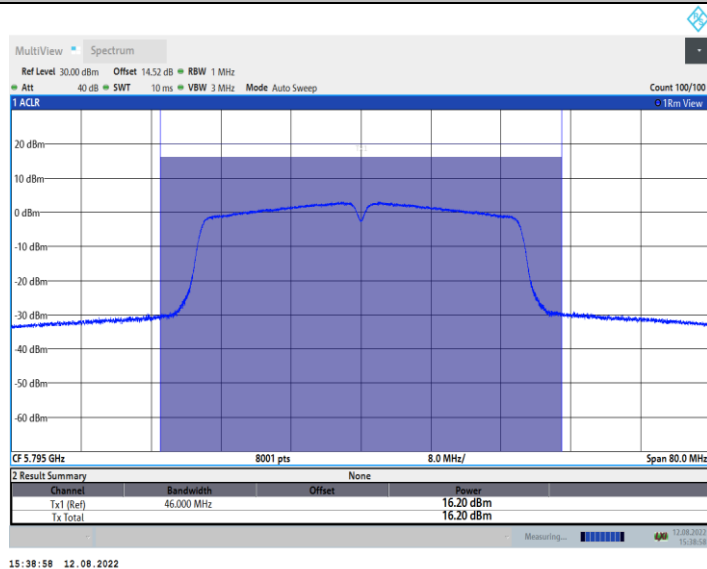 MultiView Spectrum
Ref Level 30.00 dBm Offset 14.52 dB RBW 1 MHz
Att 40 dB SWT 10 ms VBW 3 MHz Mode Auto Sweep Count 100/100
1 ACLR 1Rm View
20 dBm
10 dBm
0 dBm
-10 dBm
-20 dBm
-30 dBm
-40 dBm
-50 dBm
-60 dBm
CF 5.795 GHz 8001 pts 8.0 MHz/ Span 80.0 MHz
2 Result Summary None
Channel Bandwidth Offset Power
Tx1 (Ref) 46.000 MHz 16.20 dBm
Tx Total 16.20 dBm
Measuring... 12.08.2022
15:38:58
15:38:58 12.08.2022